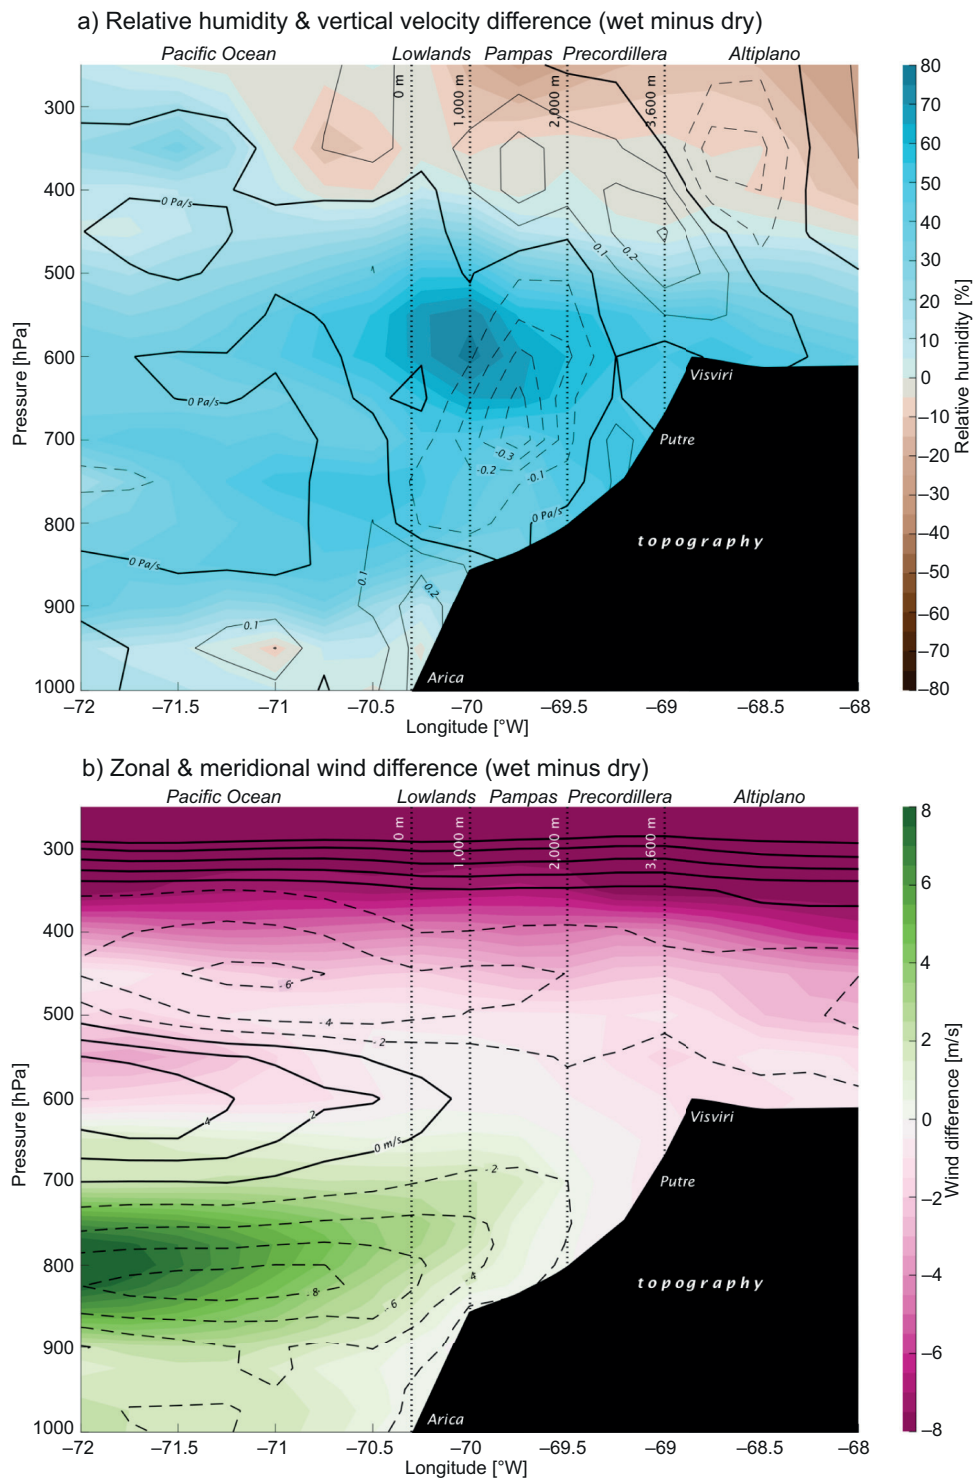 a) Relative humidity & vertical velocity difference (wet minus dry)
Pacific Ocean Lowlands Pampas Precordillera Altiplano
0 m 1,000 m 2,000 m 3,600 m
Pressure [hPa]
300
400
500
600
700
800
900
1000
0 Pa/s
0 Pa/s
0 Pa/s
0 Pa/s
0.1
0.2
-0.3
-0.2
-0.1
0.1
0.2
0.1
Visviri
Putre
topography
Arica
–72 –71.5 –71 –70.5 –70 –69.5 –69 –68.5 –68
Longitude [°W]
80
70
60
50
40
30
20
10
0
–10
–20
–30
–40
–50
–60
–70
–80
Relative humidity [%]
b) Zonal & meridional wind difference (wet minus dry)
Pacific Ocean Lowlands Pampas Precordillera Altiplano
0 m 1,000 m 2,000 m 3,600 m
Pressure [hPa]
300
400
500
600
700
800
900
1000
-6
-4
-2
4
2
0 m/s
-2
-4
-8
-6
Visviri
Putre
topography
Arica
–72 –71.5 –71 –70.5 –70 –69.5 –69 –68.5 –68
Longitude [°W]
8
6
4
2
0
–2
–4
–6
–8
Wind difference [m/s]